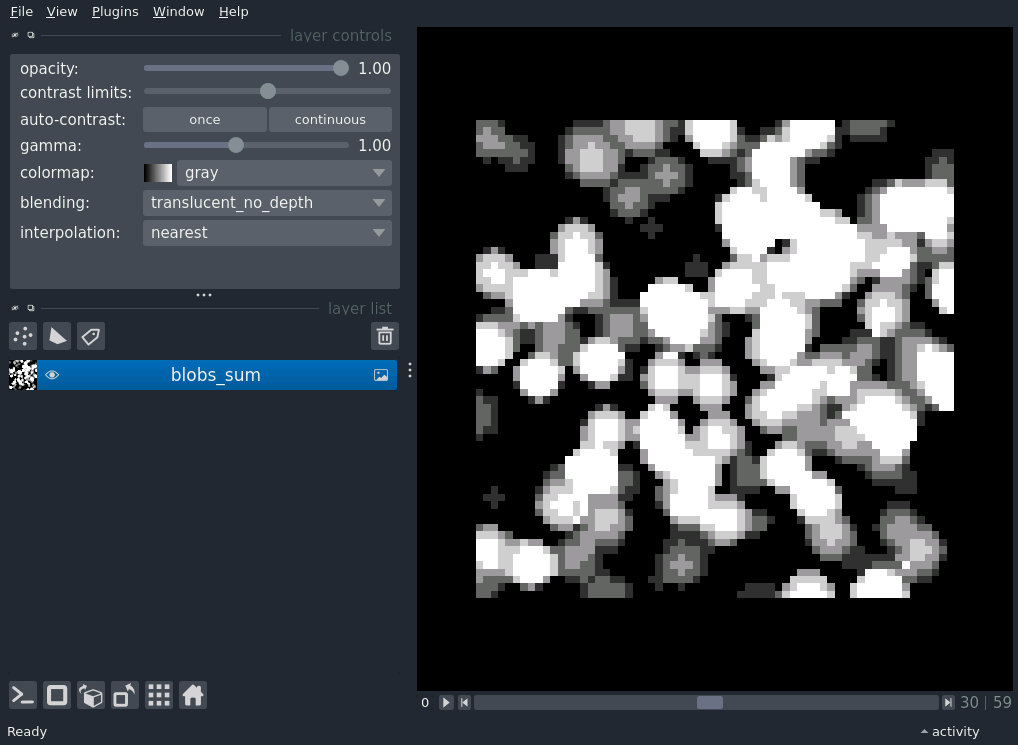 File View Plugins Window Help
layer controls
opacity: 1.00
contrast limits:
auto-contrast: once continuous
gamma: 1.00
colormap: gray
blending: translucent_no_depth
interpolation: nearest
layer list
blobs_sum
0 30 | 59
Ready activity